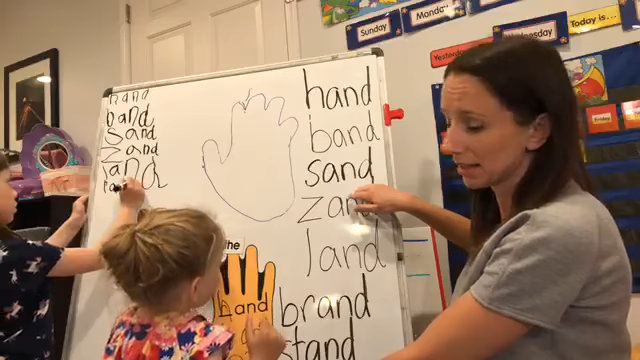 Sunday
Monday
Wednesday
Today is...
Yesterday
Friday
hand
band
Sand
Zand
land
hand
band
sand
zand
land
brand
stand
the
hand